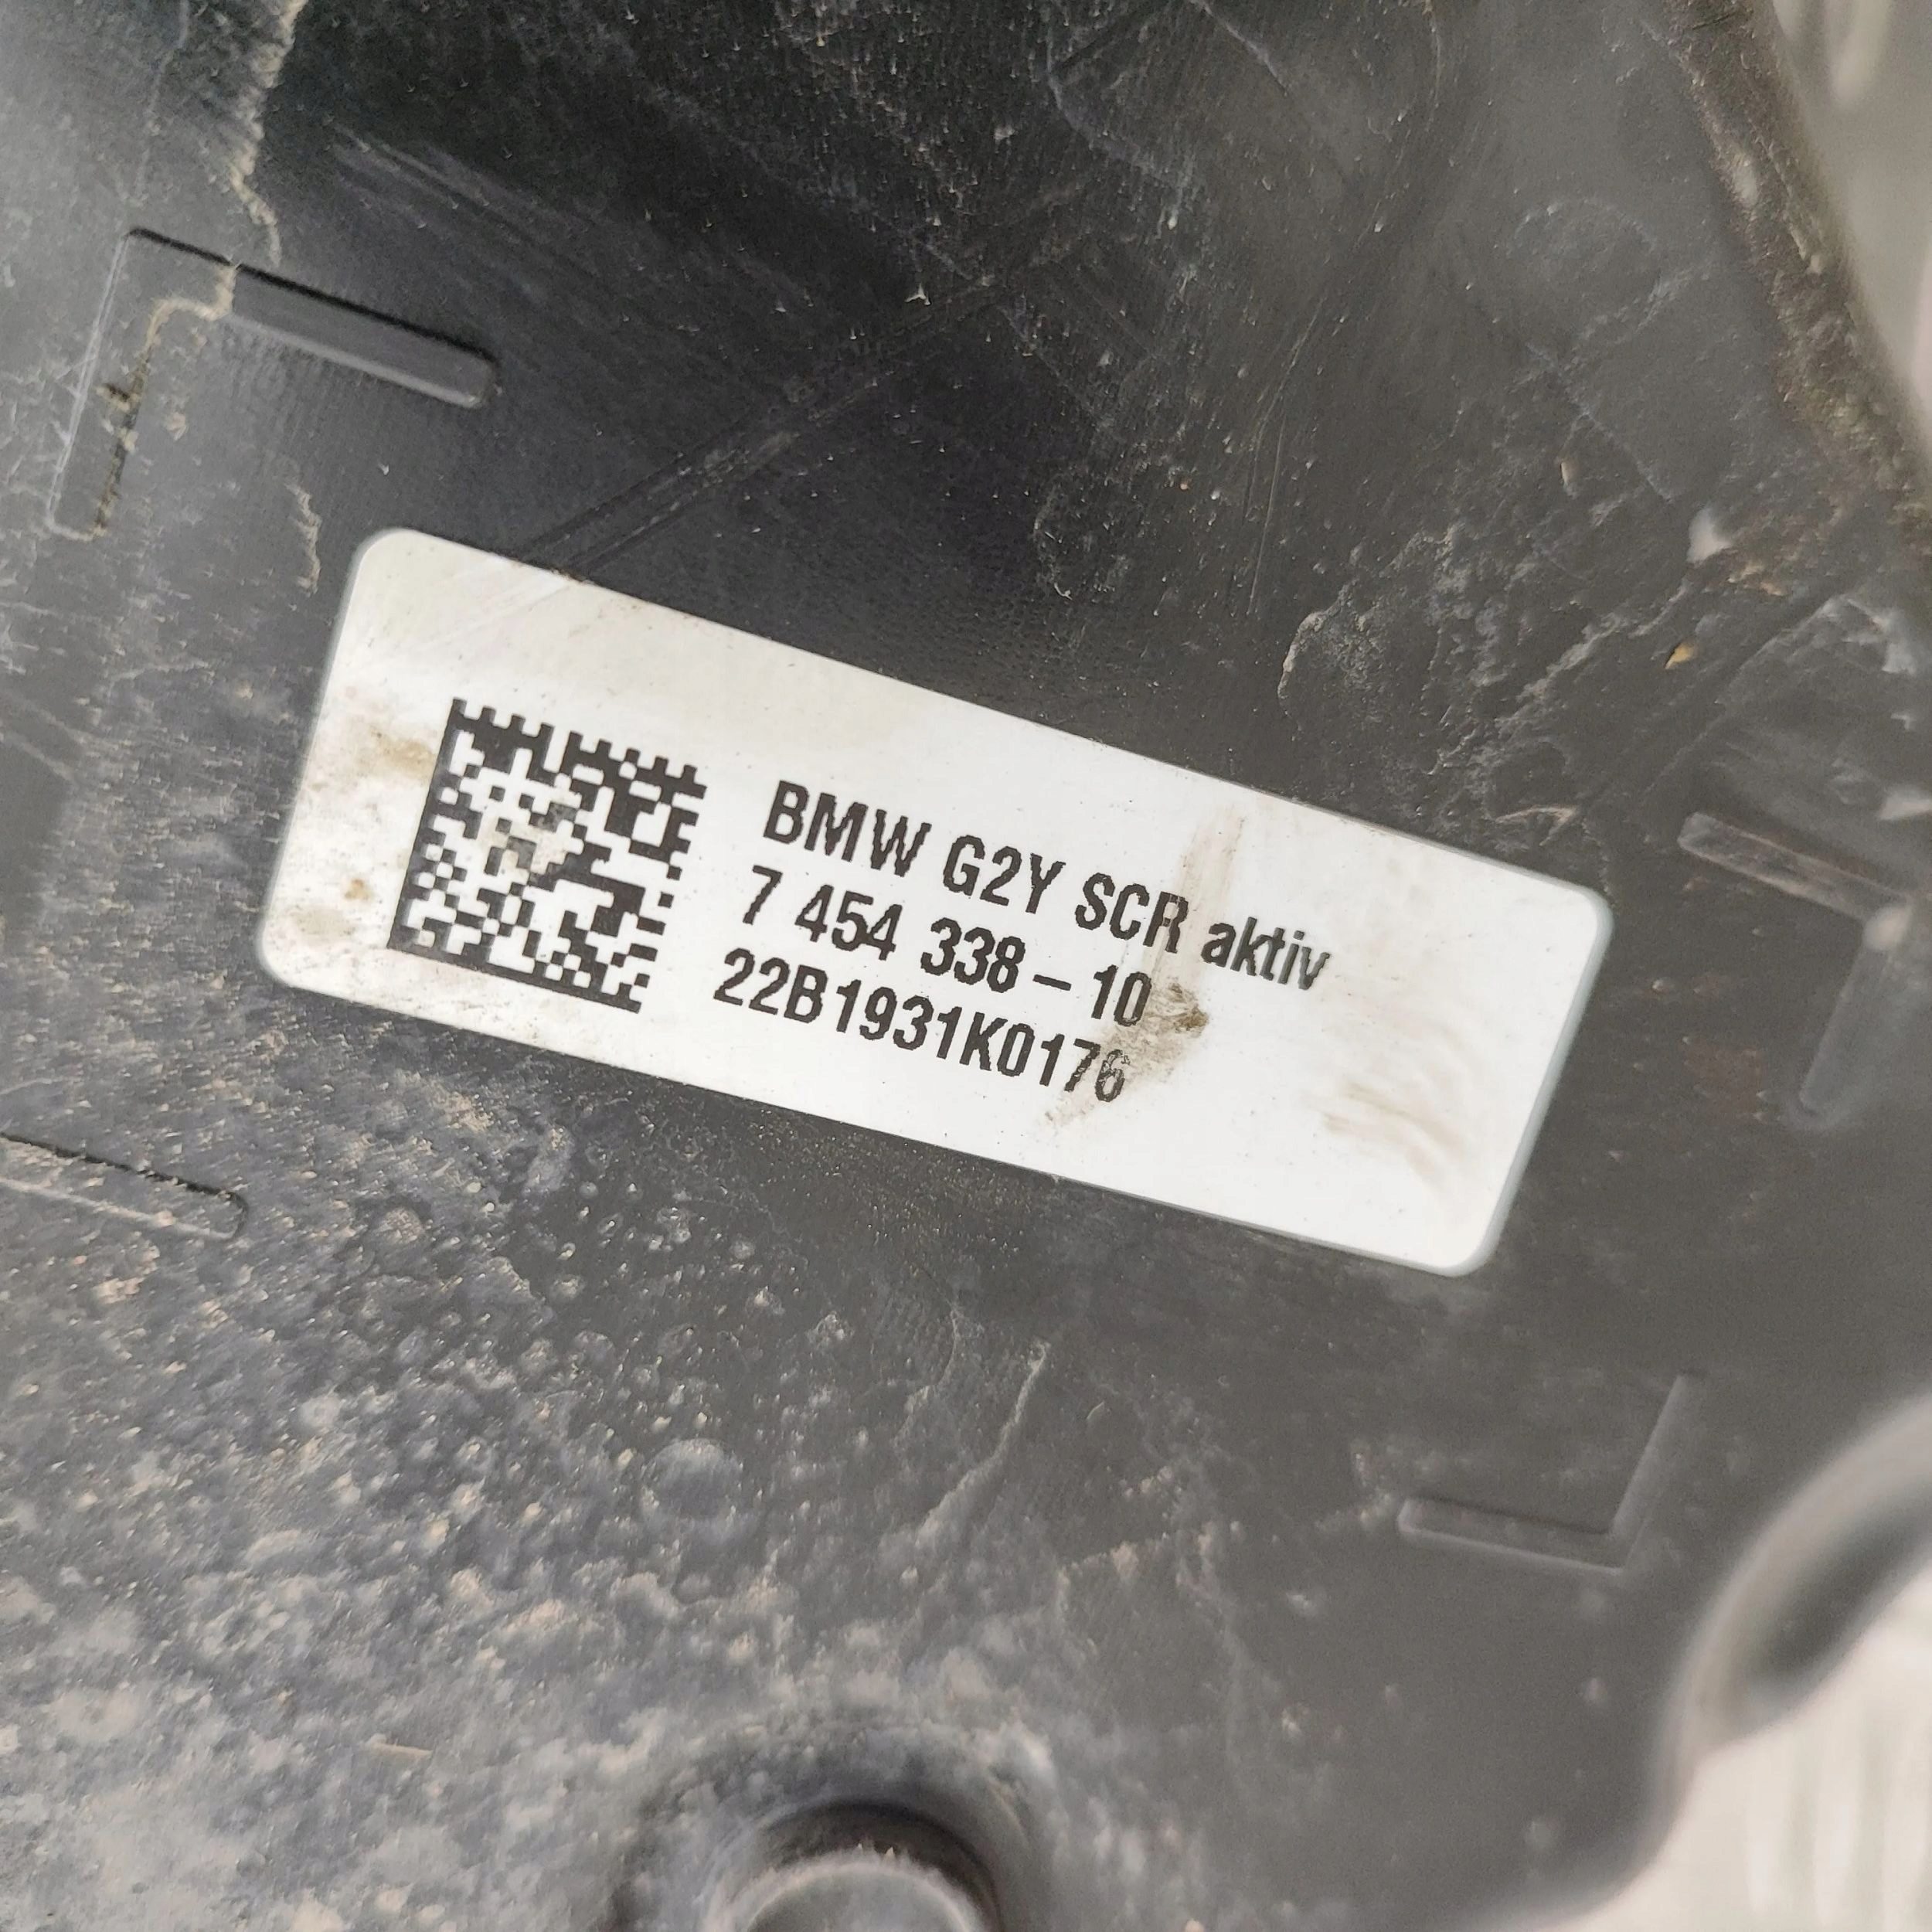 BMW G2Y SCR aktiv
7 454 338 – 10
22B1931K0176